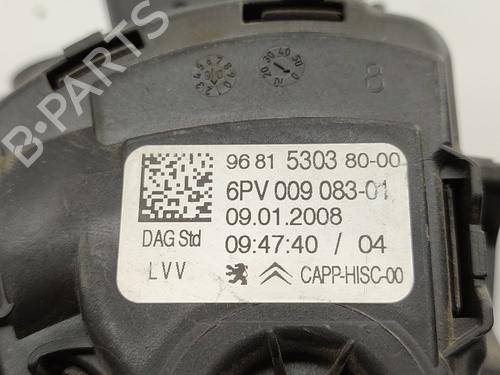 B-PARTS
8
96 81 5303 80-00
6PV 009 083-01
09.01.2008
DAG Std 09:47:40 / 04
LVV CAPP-HISC-00